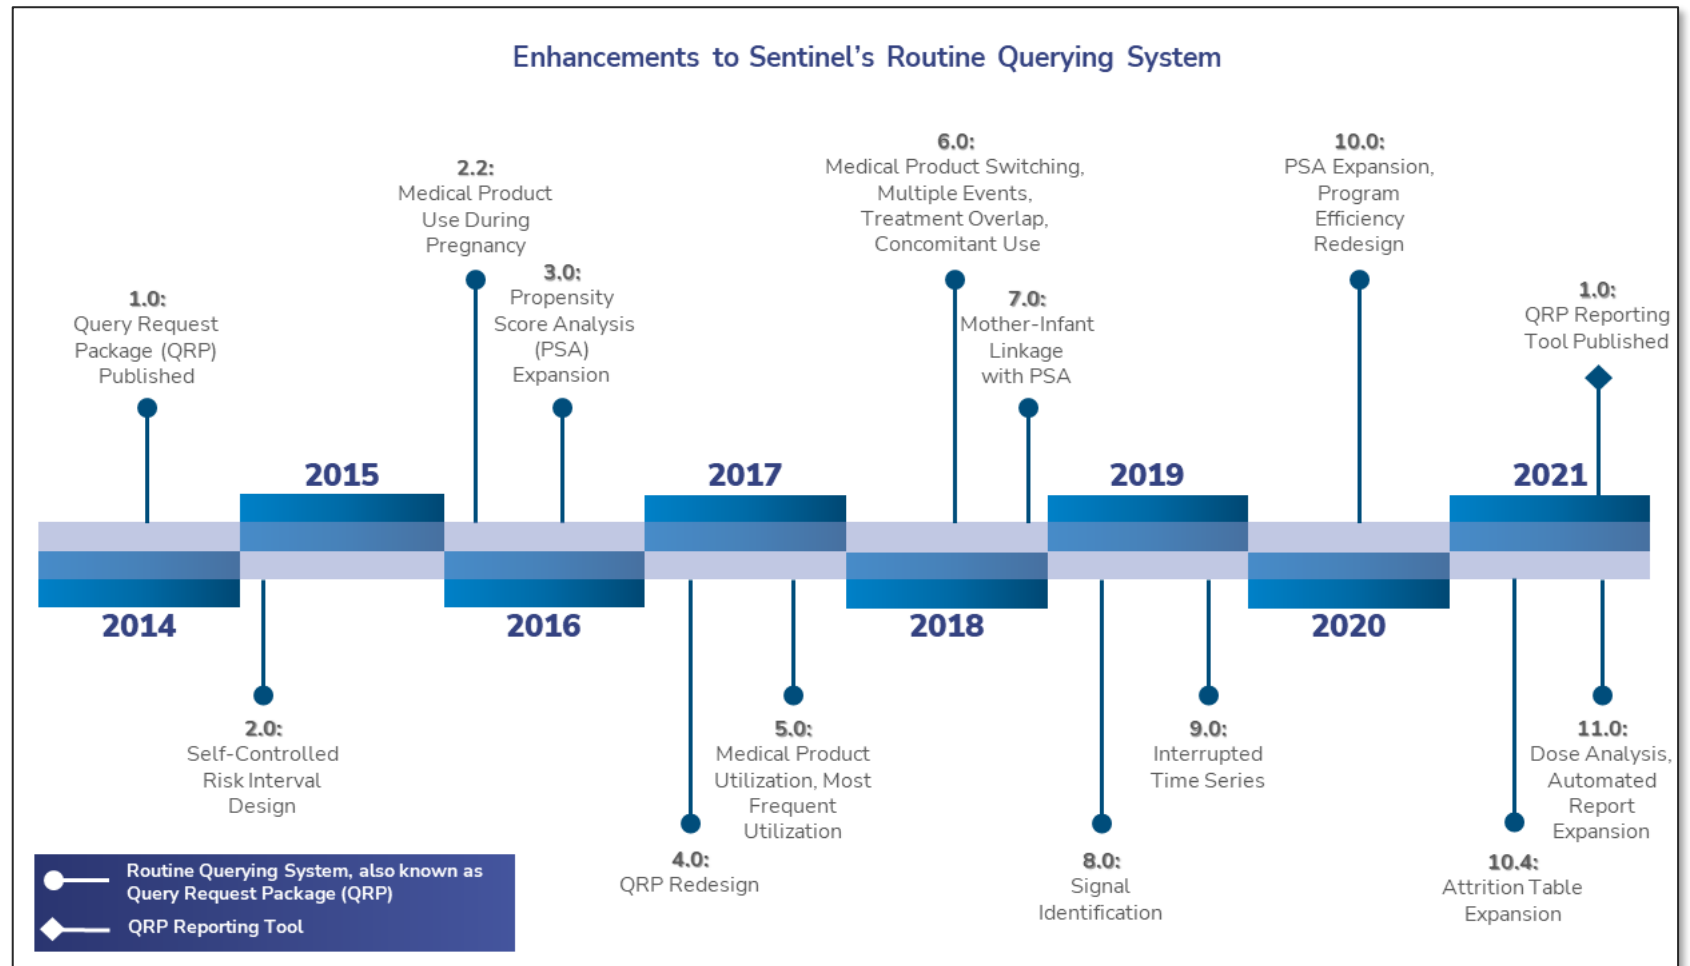 Enhancements to Sentinel's Routine Querying System
1.0:
Query Request
Package (QRP)
Published
2.2:
Medical Product
Use During
Pregnancy
3.0:
Propensity
Score Analysis
(PSA)
Expansion
6.0:
Medical Product Switching,
Multiple Events,
Treatment Overlap,
Concomitant Use
7.0:
Mother-Infant
Linkage
with PSA
10.0:
PSA Expansion,
Program
Efficiency
Redesign
1.0:
QRP Reporting
Tool Published
2015
2017
2019
2021
2014
2016
2018
2020
2.0:
Self-Controlled
Risk Interval
Design
4.0:
QRP Redesign
5.0:
Medical Product
Utilization, Most
Frequent
Utilization
8.0:
Signal
Identification
9.0:
Interrupted
Time Series
10.4:
Attrition Table
Expansion
11.0:
Dose Analysis,
Automated
Report
Expansion
Routine Querying System, also known as
Query Request Package (QRP)
QRP Reporting Tool